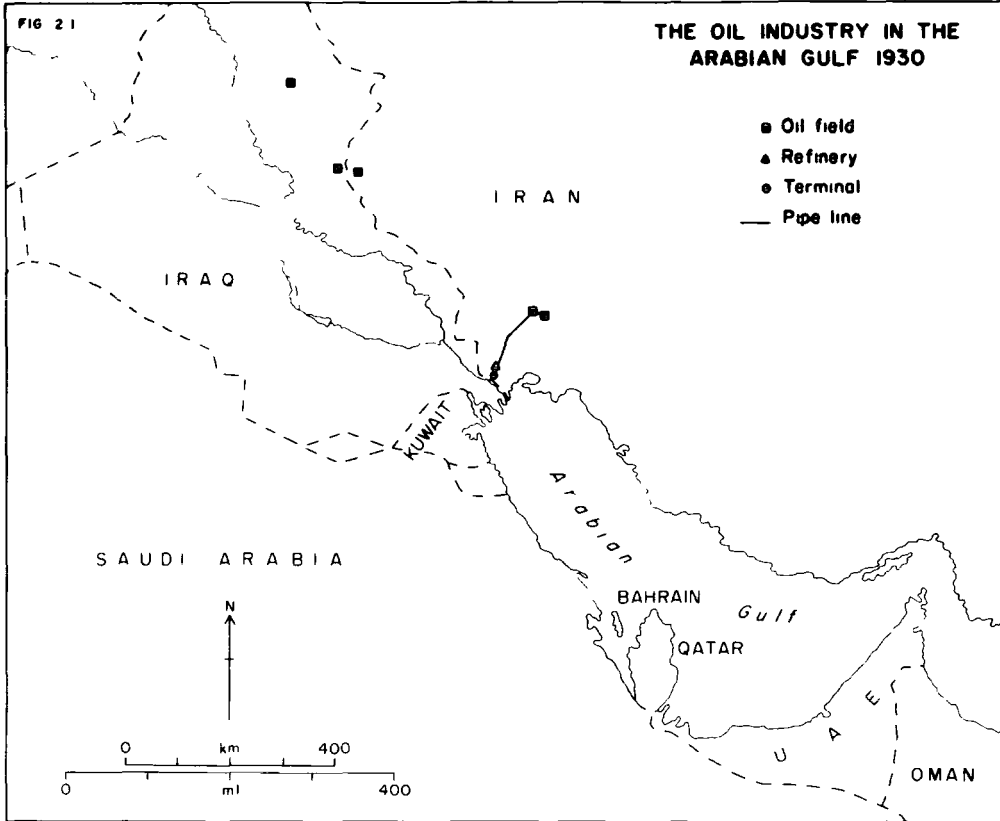 FIG 2 1
THE OIL INDUSTRY IN THE
ARABIAN GULF 1930
Oil field
Refinery
Terminal
Pipe line
IRAN
IRAQ
KUWAIT
Arabian
SAUDI ARABIA
N
BAHRAIN
Gulf
QATAR
UAE
OMAN
0 km 400
0 ml 400